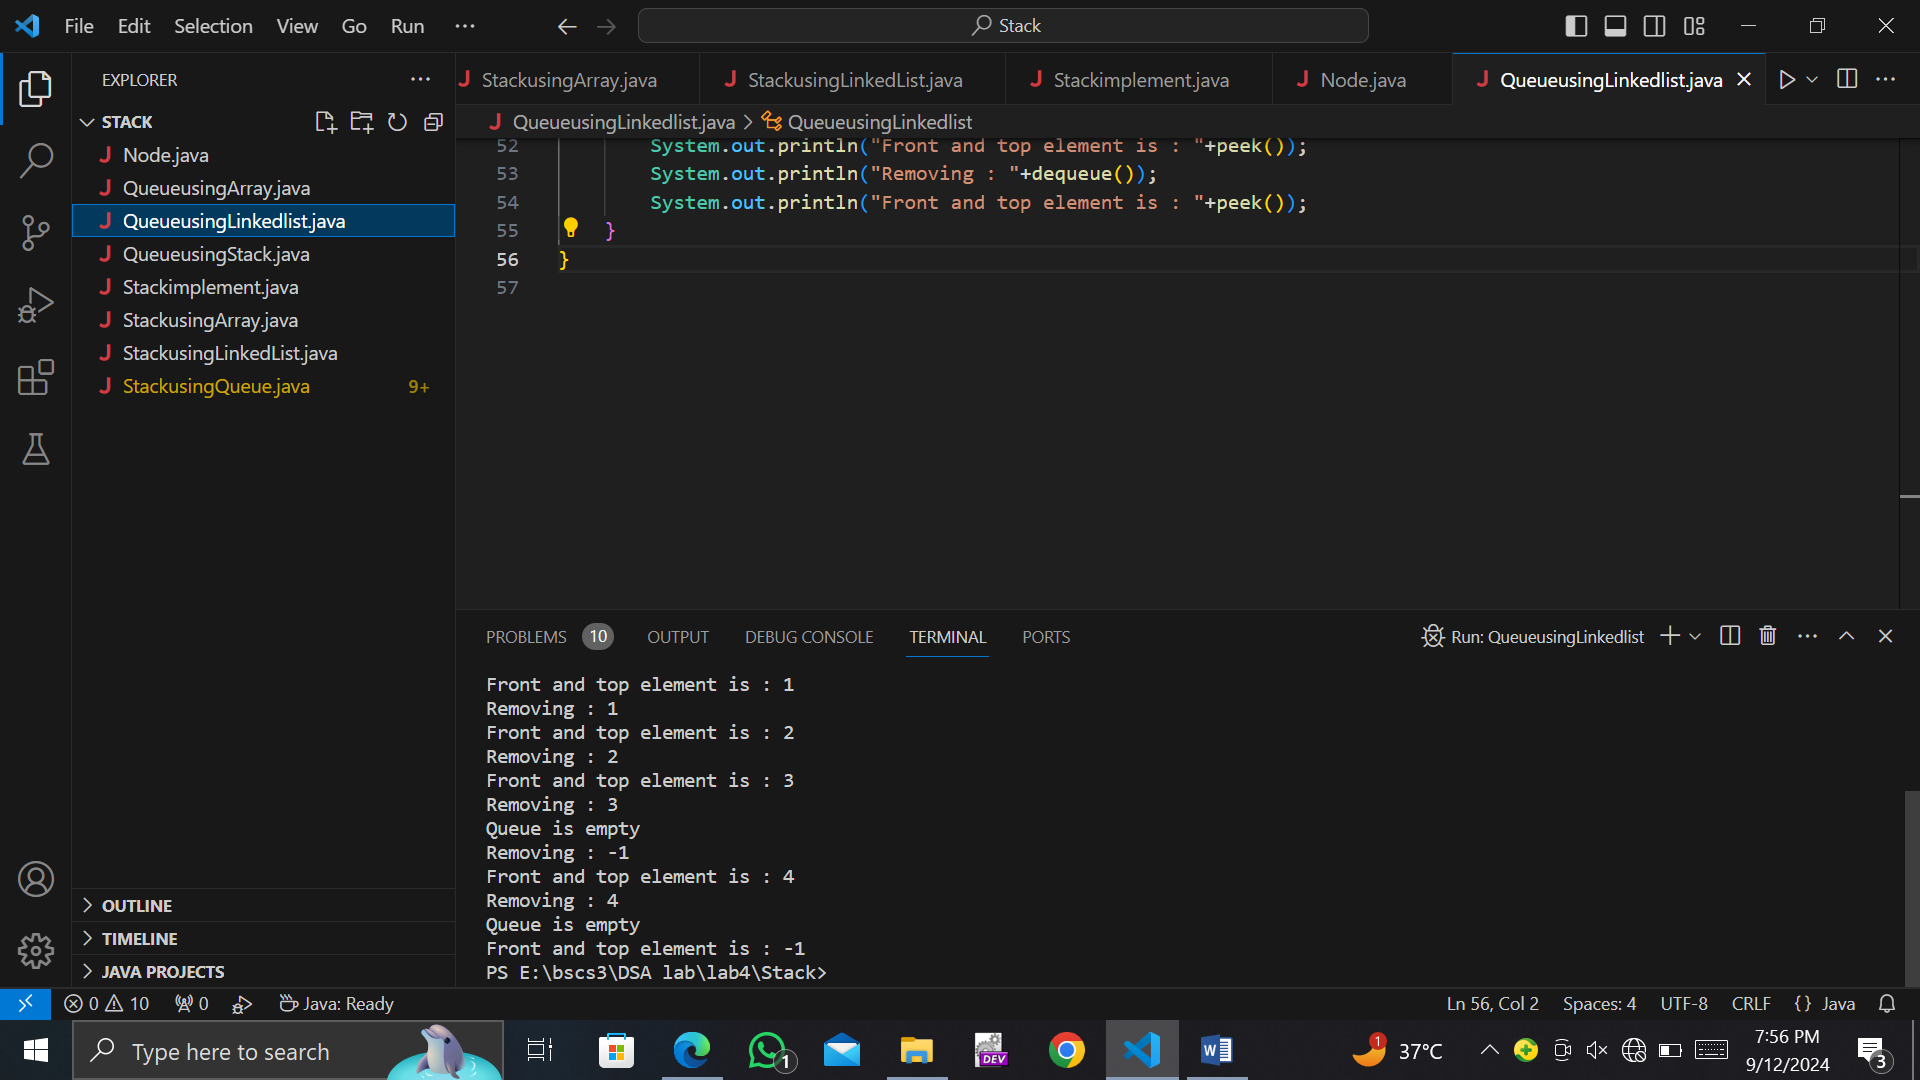 File Edit Selection View Go Run ··· Stack
EXPLORER ···
STACK
Node.java
QueueusingArray.java
QueueusingLinkedlist.java
QueueusingStack.java
Stackimplement.java
StackusingArray.java
StackusingLinkedList.java
StackusingQueue.java 9+
OUTLINE
TIMELINE
JAVA PROJECTS
StackusingArray.java StackusingLinkedList.java Stackimplement.java Node.java QueueusingLinkedlist.java
QueueusingLinkedlist.java > QueueusingLinkedlist
52 System.out.println("Front and top element is : "+peek());
53 System.out.println("Removing : "+dequeue());
54 System.out.println("Front and top element is : "+peek());
55 }
56 }
57
PROBLEMS 10 OUTPUT DEBUG CONSOLE TERMINAL PORTS Run: QueueusingLinkedlist
Front and top element is : 1
Removing : 1
Front and top element is : 2
Removing : 2
Front and top element is : 3
Removing : 3
Queue is empty
Removing : -1
Front and top element is : 4
Removing : 4
Queue is empty
Front and top element is : -1
PS E:\bscs3\DSA lab\lab4\Stack>
0 10 0 Java: Ready Ln 56, Col 2 Spaces: 4 UTF-8 CRLF {} Java
Type here to search 1 DEV W 1 37°C 7:56 PM
9/12/2024 3